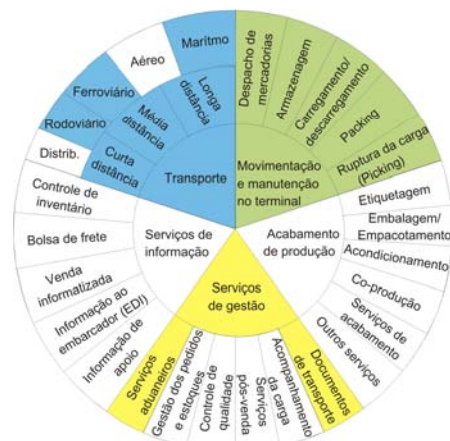 Marítmo
Aéreo
Longa
distância
Ferroviário
Média
distância
Rodoviário
Curta
distância
Distrib.
Transporte
Despacho de
mercadorias
Armazenagem
Carregamento/
descarregamento
Packing
Ruptura da carga
(Picking)
Movimentação
e manutenção
no terminal
Etiquetagem
Embalagem/
Empacotamento
Acondicionamento
Co-produção
Serviços de
acabamento
Outros serviços
Acabamento
de produção
Controle de
inventário
Bolsa de frete
Venda
informatizada
Informação ao
embarcador (EDI)
Informação de
apoio
Serviços de
informação
Serviços
de gestão
Serviços
aduaneiros
Gestão dos pedidos
e estoques
Controle de
qualidade
Serviços
pós-venda
Acompanhamento
da carga
Documentos
de transporte